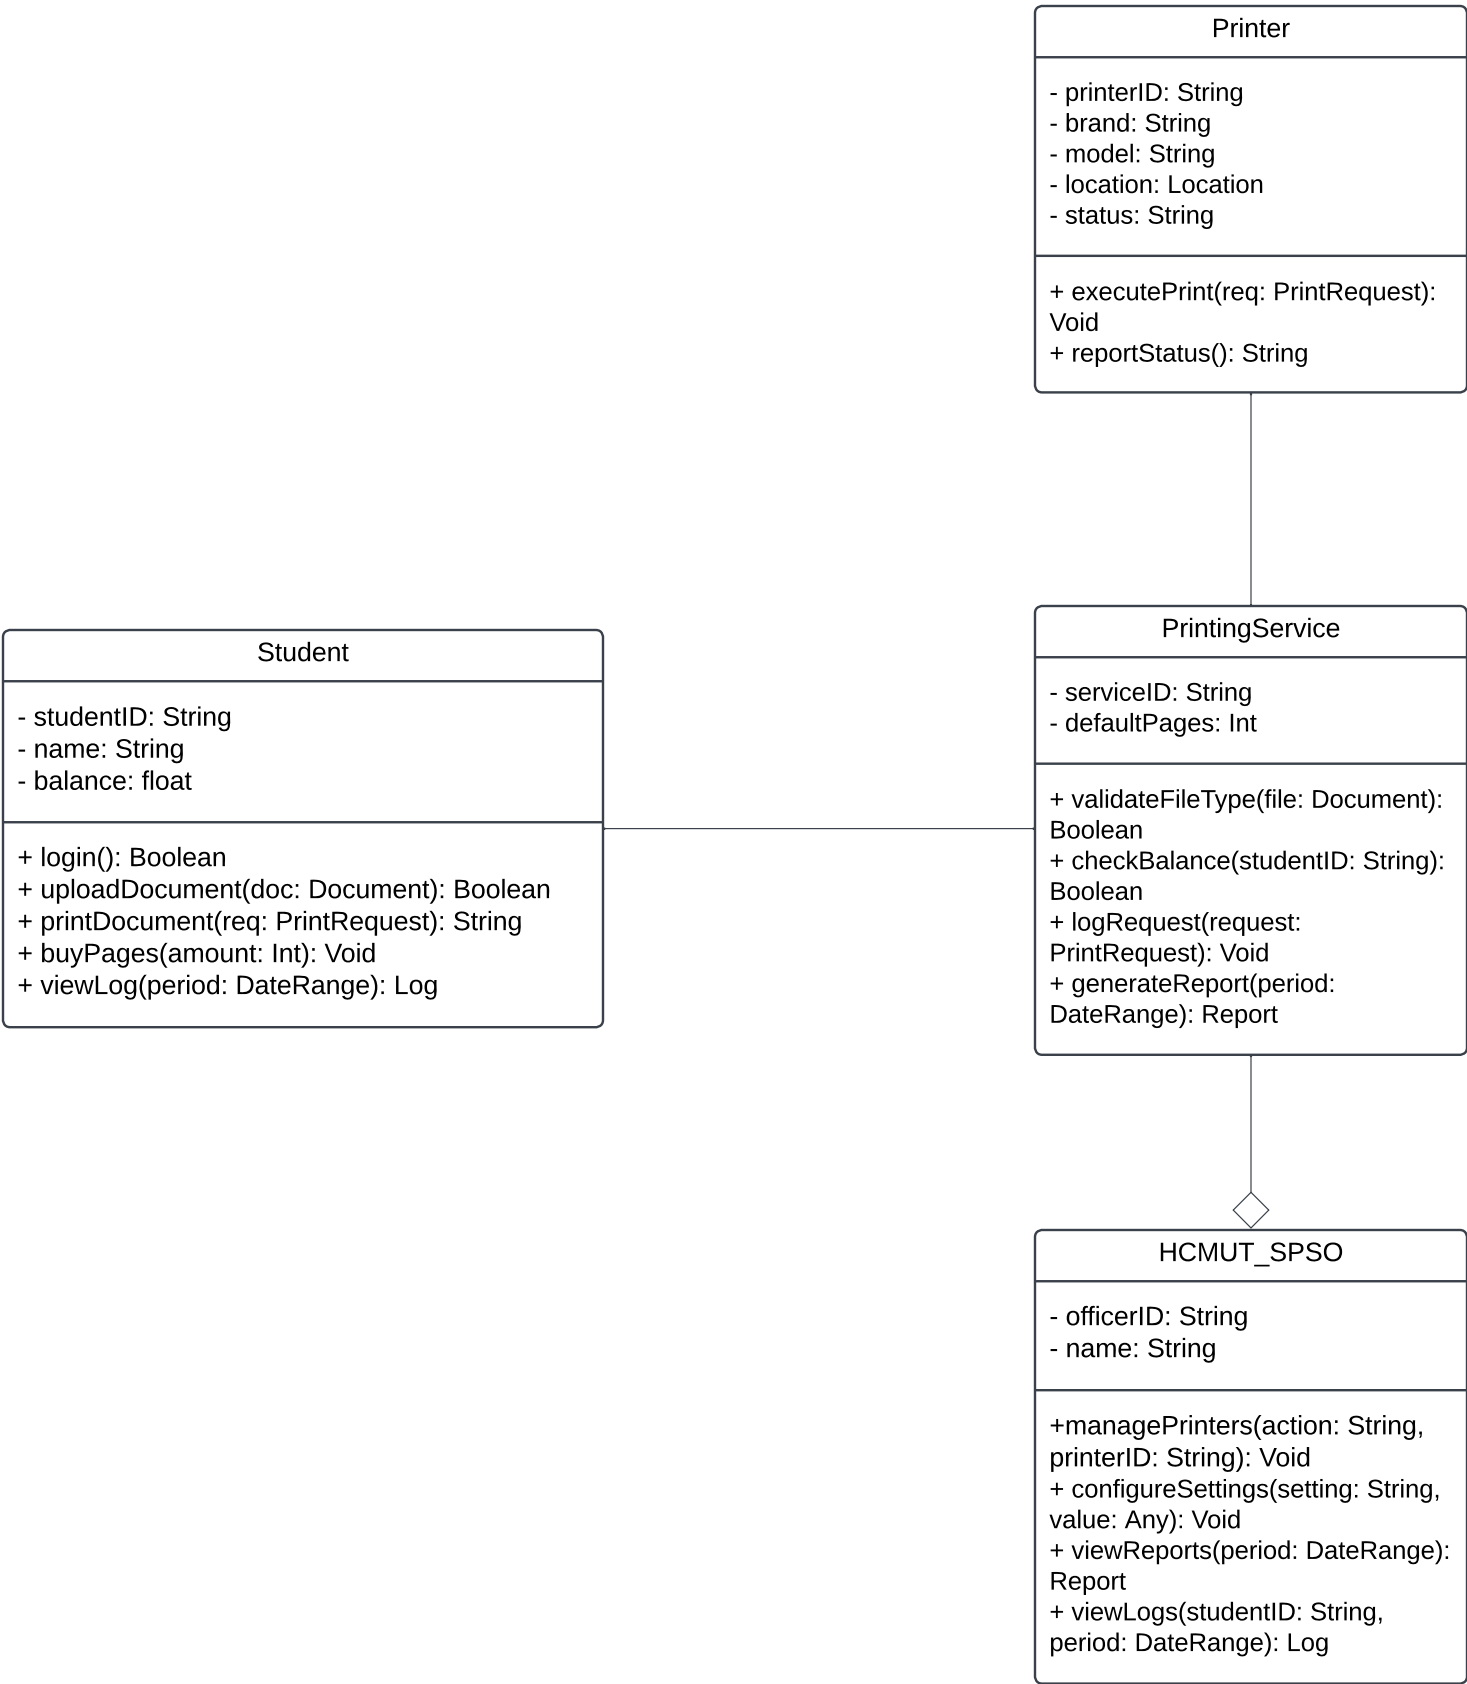 Printer
- printerID: String
- brand: String
- model: String
- location: Location
- status: String
+ executePrint(req: PrintRequest):
Void
+ reportStatus(): String
Student
- studentID: String
- name: String
- balance: float
+ login(): Boolean
+ uploadDocument(doc: Document): Boolean
+ printDocument(req: PrintRequest): String
+ buyPages(amount: Int): Void
+ viewLog(period: DateRange): Log
PrintingService
- serviceID: String
- defaultPages: Int
+ validateFileType(file: Document):
Boolean
+ checkBalance(studentID: String):
Boolean
+ logRequest(request:
PrintRequest): Void
+ generateReport(period:
DateRange): Report
HCMUT_SPSO
- officerID: String
- name: String
+managePrinters(action: String,
printerID: String): Void
+ configureSettings(setting: String,
value: Any): Void
+ viewReports(period: DateRange):
Report
+ viewLogs(studentID: String,
period: DateRange): Log